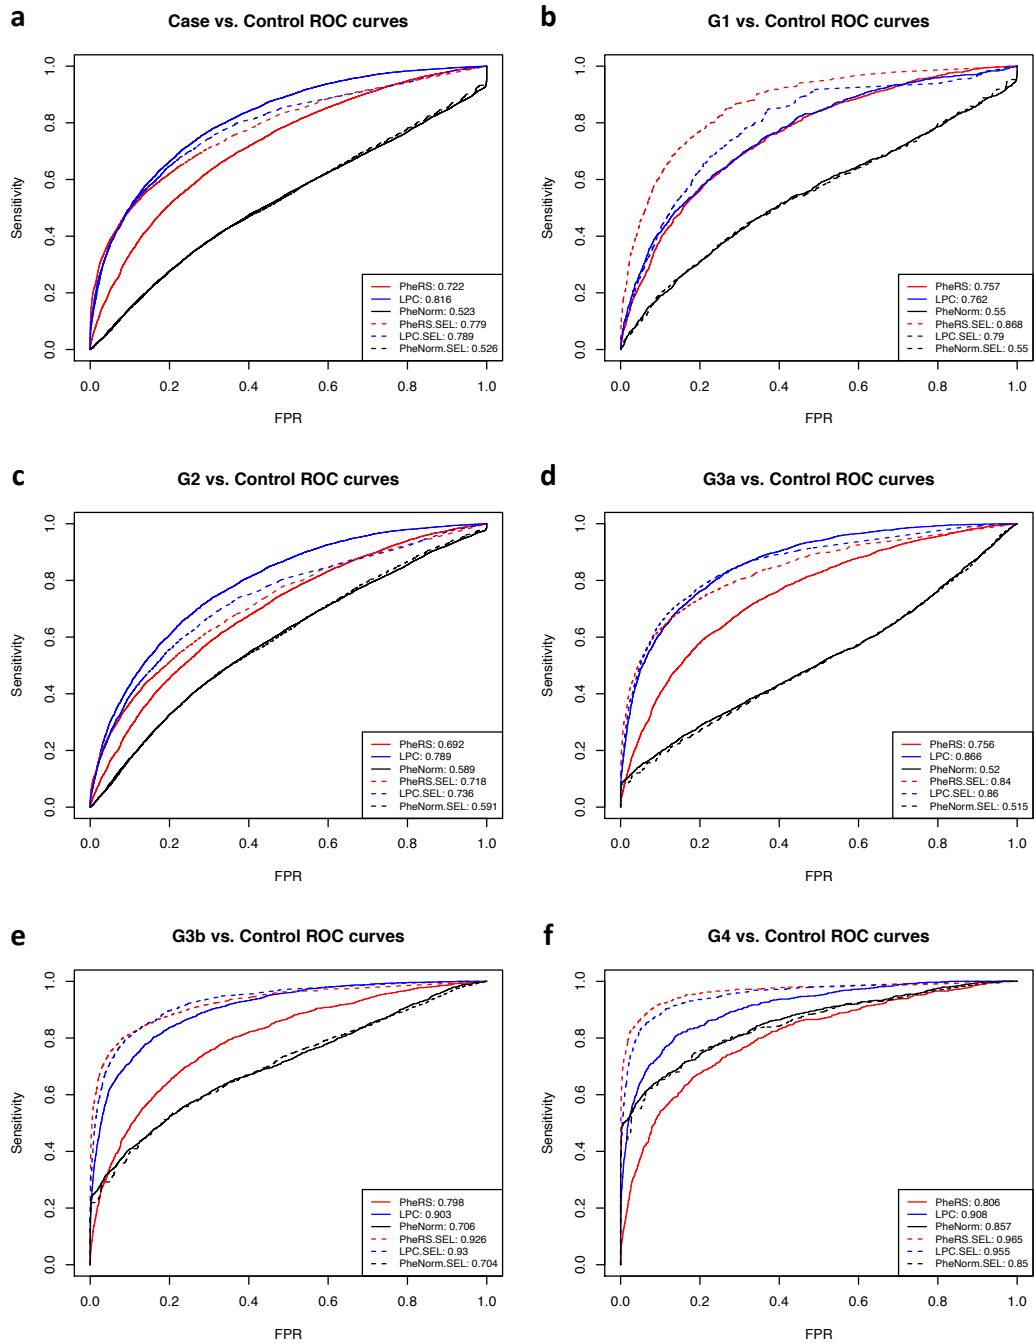 a
Case vs. Control ROC curves
Sensitivity
0.0 0.2 0.4 0.6 0.8 1.0
0.0 0.2 0.4 0.6 0.8 1.0
FPR
PheRS: 0.722
LPC: 0.816
PheNorm: 0.523
PheRS.SEL: 0.779
LPC.SEL: 0.789
PheNorm.SEL: 0.526
b
G1 vs. Control ROC curves
Sensitivity
0.0 0.2 0.4 0.6 0.8 1.0
0.0 0.2 0.4 0.6 0.8 1.0
FPR
PheRS: 0.757
LPC: 0.762
PheNorm: 0.55
PheRS.SEL: 0.868
LPC.SEL: 0.79
PheNorm.SEL: 0.55
c
G2 vs. Control ROC curves
Sensitivity
0.0 0.2 0.4 0.6 0.8 1.0
0.0 0.2 0.4 0.6 0.8 1.0
FPR
PheRS: 0.692
LPC: 0.789
PheNorm: 0.589
PheRS.SEL: 0.718
LPC.SEL: 0.736
PheNorm.SEL: 0.591
d
G3a vs. Control ROC curves
Sensitivity
0.0 0.2 0.4 0.6 0.8 1.0
0.0 0.2 0.4 0.6 0.8 1.0
FPR
PheRS: 0.756
LPC: 0.866
PheNorm: 0.52
PheRS.SEL: 0.84
LPC.SEL: 0.86
PheNorm.SEL: 0.515
e
G3b vs. Control ROC curves
Sensitivity
0.0 0.2 0.4 0.6 0.8 1.0
0.0 0.2 0.4 0.6 0.8 1.0
FPR
PheRS: 0.798
LPC: 0.903
PheNorm: 0.706
PheRS.SEL: 0.926
LPC.SEL: 0.93
PheNorm.SEL: 0.704
f
G4 vs. Control ROC curves
Sensitivity
0.0 0.2 0.4 0.6 0.8 1.0
0.0 0.2 0.4 0.6 0.8 1.0
FPR
PheRS: 0.806
LPC: 0.908
PheNorm: 0.857
PheRS.SEL: 0.965
LPC.SEL: 0.955
PheNorm.SEL: 0.85